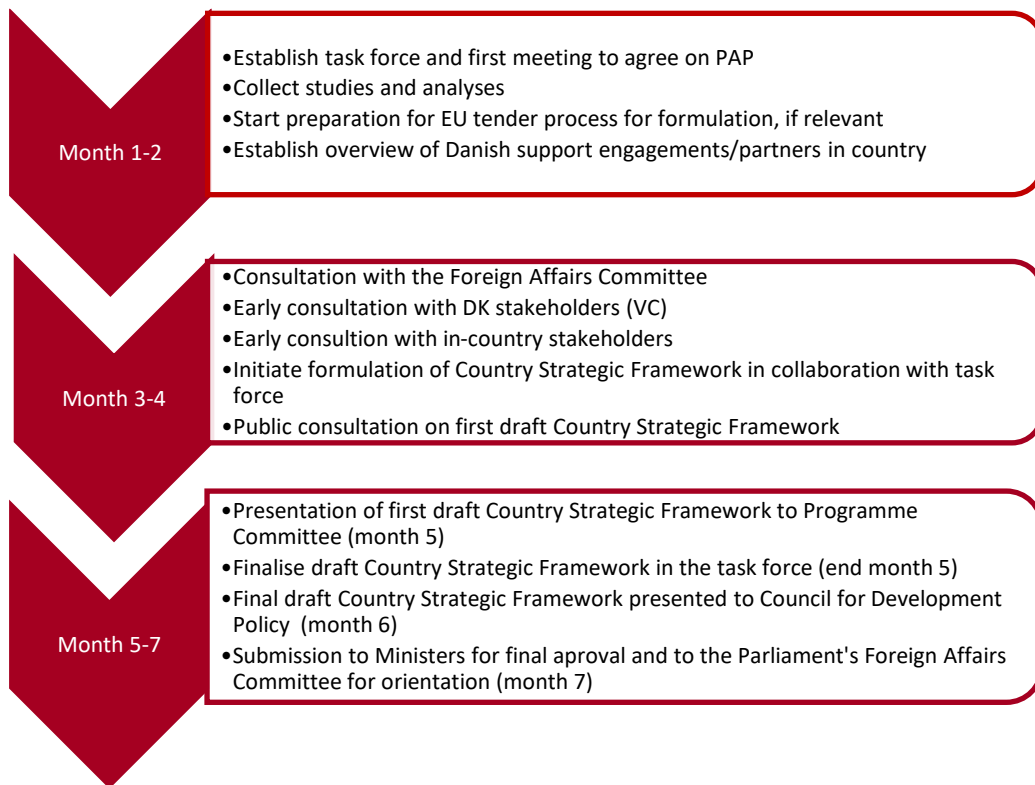 Month 1-2
•Establish task force and first meeting to agree on PAP
•Collect studies and analyses
•Start preparation for EU tender process for formulation, if relevant
•Establish overview of Danish support engagements/partners in country
Month 3-4
•Consultation with the Foreign Affairs Committee
•Early consultation with DK stakeholders (VC)
•Early consultion with in-country stakeholders
•Initiate formulation of Country Strategic Framework in collaboration with task
force
•Public consultation on first draft Country Strategic Framework
Month 5-7
•Presentation of first draft Country Strategic Framework to Programme
Committee (month 5)
•Finalise draft Country Strategic Framework in the task force (end month 5)
•Final draft Country Strategic Framework presented to Council for Development
Policy  (month 6)
•Submission to Ministers for final aproval and to the Parliament's Foreign Affairs
Committee for orientation (month 7)